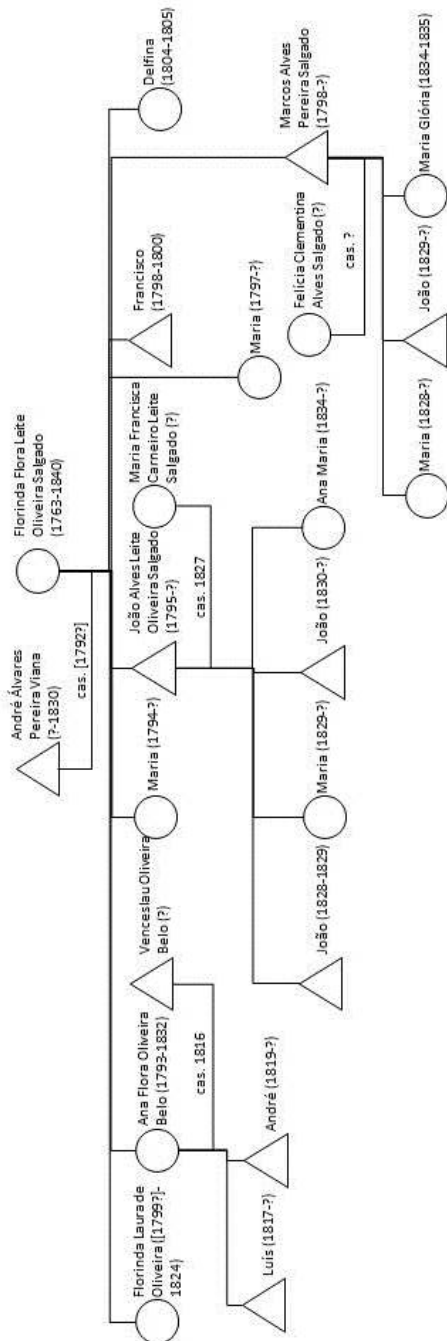 André Álvares
Pereira Viana
(?-1830)
Florinda Flora Leite
Oliveira Salgado
(1763-1840)
cas. [1792?]
Florinda Laura de
Oliveira ([1799?]-
1824)
Ana Flora Oliveira
Belo (1793-1832)
Venceslau Oliveira
Belo (?)
Maria (1794-?)
João Alves Leite
Oliveira Salgado
(1795-?)
Maria Francisca
Carneiro Leite
Salgado (?)
Francisco
(1798-1800)
Delfina
(1804-1805)
cas. 1816
cas. 1827
Maria (1797-?)
Marcos Alves
Pereira Salgado
(1798-?)
Luís (1817-?)
André (1819-?)
Felícia Clementina
Alves Salgado (?)
cas. ?
João (1828-1829)
Maria (1829-?)
João (1830-?)
Ana Maria (1834-?)
Maria (1828-?)
João (1829-?)
Maria Glória (1834-1835)